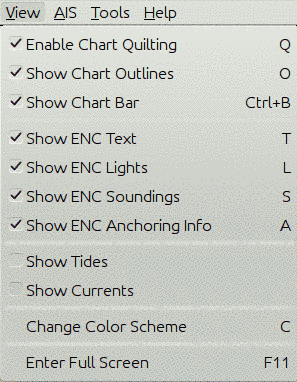 View AIS Tools Help
Enable Chart Quilting Q
Show Chart Outlines O
Show Chart Bar Ctrl+B
Show ENC Text T
Show ENC Lights L
Show ENC Soundings S
Show ENC Anchoring Info A
Show Tides
Show Currents
Change Color Scheme C
Enter Full Screen F11